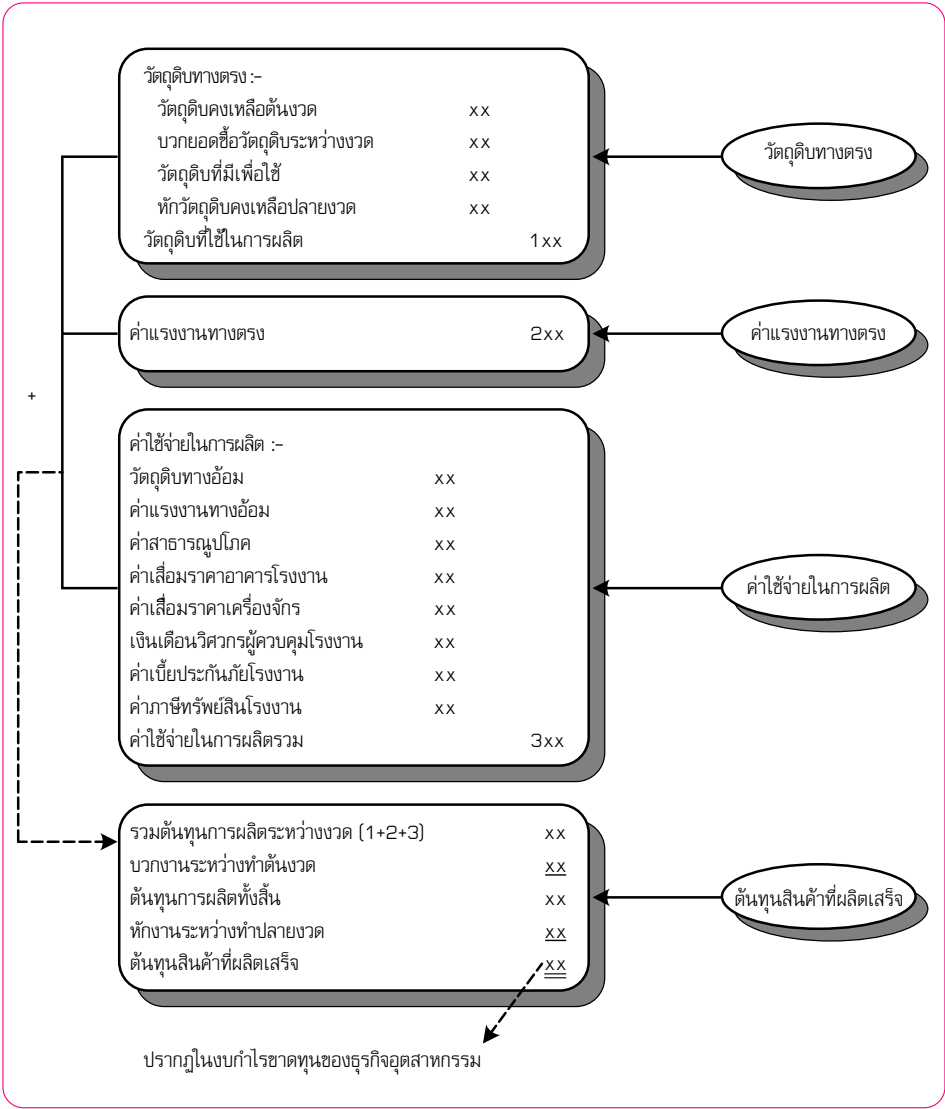 วัตถุดิบทางตรง :-
วัตถุดิบคงเหลือต้นงวด xx
บวกยอดซื้อวัตถุดิบระหว่างงวด xx
วัตถุดิบที่มีเพื่อใช้ xx
หักวัตถุดิบคงเหลือปลายงวด xx
วัตถุดิบที่ใช้ในการผลิต 1xx
วัตถุดิบทางตรง
ค่าแรงงานทางตรง 2xx
ค่าแรงงานทางตรง
+
ค่าใช้จ่ายในการผลิต :-
วัตถุดิบทางอ้อม xx
ค่าแรงงานทางอ้อม xx
ค่าสาธารณูปโภค xx
ค่าเสื่อมราคาอาคารโรงงาน xx
ค่าเสื่อมราคาเครื่องจักร xx
เงินเดือนวิศวกรผู้ควบคุมโรงงาน xx
ค่าเบี้ยประกันภัยโรงงาน xx
ค่าภาษีทรัพย์สินโรงงาน xx
ค่าใช้จ่ายในการผลิตรวม 3xx
ค่าใช้จ่ายในการผลิต
รวมต้นทุนการผลิตระหว่างงวด (1+2+3) xx
บวกงานระหว่างทำต้นงวด xx
ต้นทุนการผลิตทั้งสิ้น xx
หักงานระหว่างทำปลายงวด xx
ต้นทุนสินค้าที่ผลิตเสร็จ xx
ต้นทุนสินค้าที่ผลิตเสร็จ
ปรากฏในงบกำไรขาดทุนของธุรกิจอุตสาหกรรม